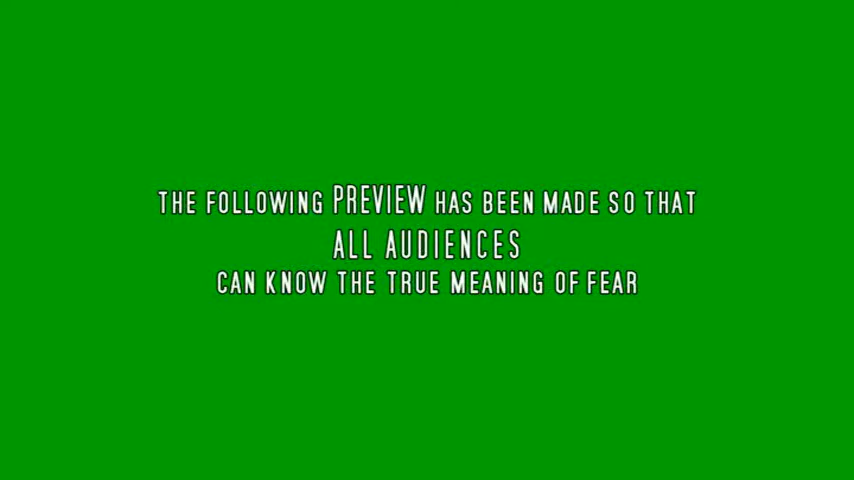 THE FOLLOWING PREVIEW HAS BEEN MADE SO THAT
ALL AUDIENCES
CAN KNOW THE TRUE MEANING OF FEAR